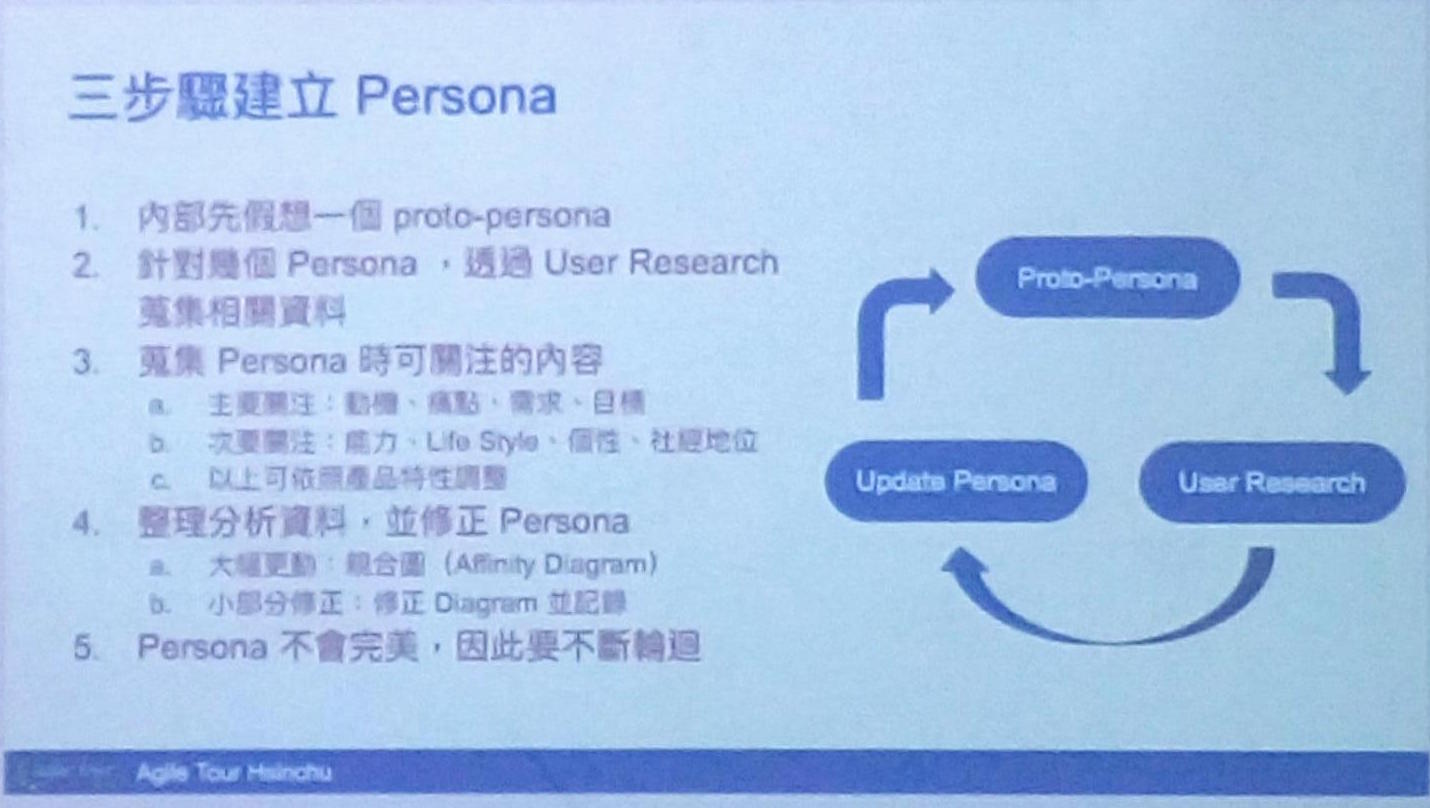 三步驟建立 Persona
1. 內部先假想一個 proto-persona
2. 針對幾個 Persona ，透過 User Research
蒐集相關資料
3. 蒐集 Persona 時可關注的內容
a. 主要關注：動機、痛點、需求、目標
b. 次要關注：能力、Life Style、個性、社經地位
c. 以上可依照產品特性調整
4. 整理分析資料，並修正 Persona
a. 大幅更動：親合圖（Affinity Diagram）
b. 小部分修正：修正 Diagram 並記錄
5. Persona 不會完美，因此要不斷輪迴
Proto-Persona
Update Persona
User Research
Agile Tour Hsinchu